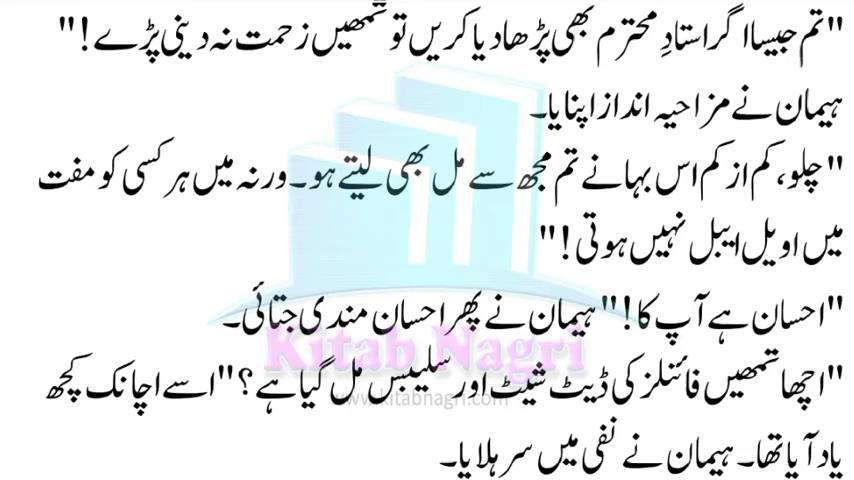 "تم جیسا اگر استادِ محترم بھی پڑھا دیا کریں تو تمھیں زحمت نہ دینی پڑے!"
ہیمان نے مزاحیہ انداز اپنایا۔
"چلو، کم از کم اس بہانے تم مجھ سے مل بھی لیتے ہو۔ ورنہ میں ہر کسی کو مفت
میں اویل ایبل نہیں ہوتی!"
"احسان ہے آپ کا!" ہیمان نے پھر احسان مندی جتائی۔
Kitab Nagri
"اچھا تمھیں فائنلز کی ڈیٹ شیٹ اور سلیبس مل گیا ہے؟" اسے اچانک کچھ
www.kitabnagri.com
یاد آیا تھا۔ ہیمان نے نفی میں سر ہلایا۔